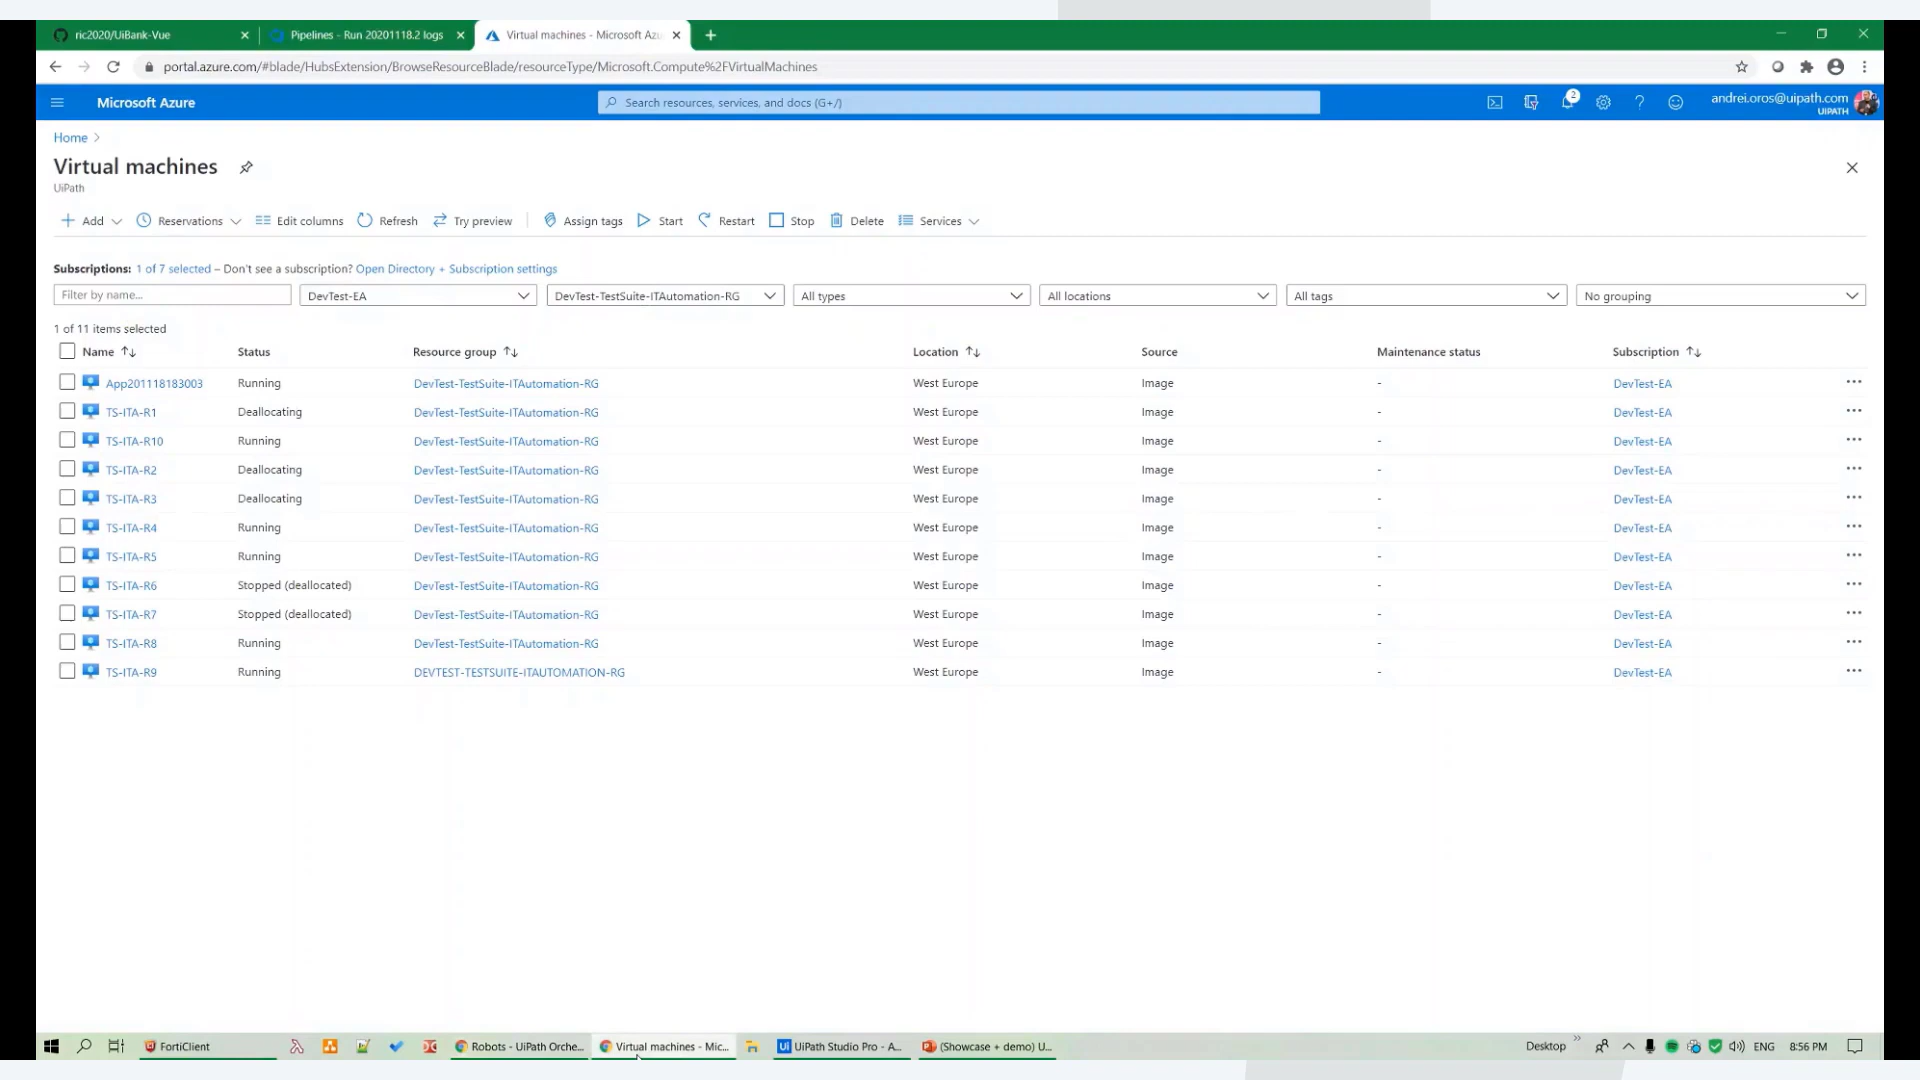 ric2020/UiBank-Vue
Pipelines - Run 20201118.2 logs
Virtual machines - Microsoft Azu
portal.azure.com/#blade/HubsExtension/BrowseResourceBlade/resourceType/Microsoft.Compute%2FVirtualMachines
Microsoft Azure
Search resources, services, and docs (G+/)
2
andrei.oros@uipath.com
UIPATH
Home
Virtual machines
UiPath
Add
Reservations
Edit columns
Refresh
Try preview
Assign tags
Start
Restart
Stop
Delete
Services
Subscriptions: 1 of 7 selected – Don't see a subscription? Open Directory + Subscription settings
Filter by name...
DevTest-EA
DevTest-TestSuite-ITAutomation-RG
All types
All locations
All tags
No grouping
1 of 11 items selected
Name Status Resource group Location Source Maintenance status Subscription
App201118183003 Running DevTest-TestSuite-ITAutomation-RG West Europe Image - DevTest-EA
TS-ITA-R1 Deallocating DevTest-TestSuite-ITAutomation-RG West Europe Image - DevTest-EA
TS-ITA-R10 Running DevTest-TestSuite-ITAutomation-RG West Europe Image - DevTest-EA
TS-ITA-R2 Deallocating DevTest-TestSuite-ITAutomation-RG West Europe Image - DevTest-EA
TS-ITA-R3 Deallocating DevTest-TestSuite-ITAutomation-RG West Europe Image - DevTest-EA
TS-ITA-R4 Running DevTest-TestSuite-ITAutomation-RG West Europe Image - DevTest-EA
TS-ITA-R5 Running DevTest-TestSuite-ITAutomation-RG West Europe Image - DevTest-EA
TS-ITA-R6 Stopped (deallocated) DevTest-TestSuite-ITAutomation-RG West Europe Image - DevTest-EA
TS-ITA-R7 Stopped (deallocated) DevTest-TestSuite-ITAutomation-RG West Europe Image - DevTest-EA
TS-ITA-R8 Running DevTest-TestSuite-ITAutomation-RG West Europe Image - DevTest-EA
TS-ITA-R9 Running DEVTEST-TESTSUITE-ITAUTOMATION-RG West Europe Image - DevTest-EA
FortiClient
Robots - UiPath Orche...
Virtual machines - Mic...
Ui UiPath Studio Pro - A...
(Showcase + demo) U...
Desktop
ENG
8:56 PM